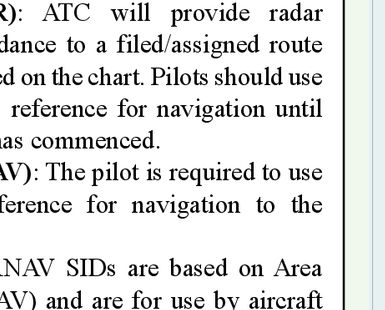 R): ATC will provide radar
dance to a filed/assigned route
ed on the chart. Pilots should use
reference for navigation until
has commenced.
AV): The pilot is required to use
ference for navigation to the
RNAV SIDs are based on Area
AV) and are for use by aircraft